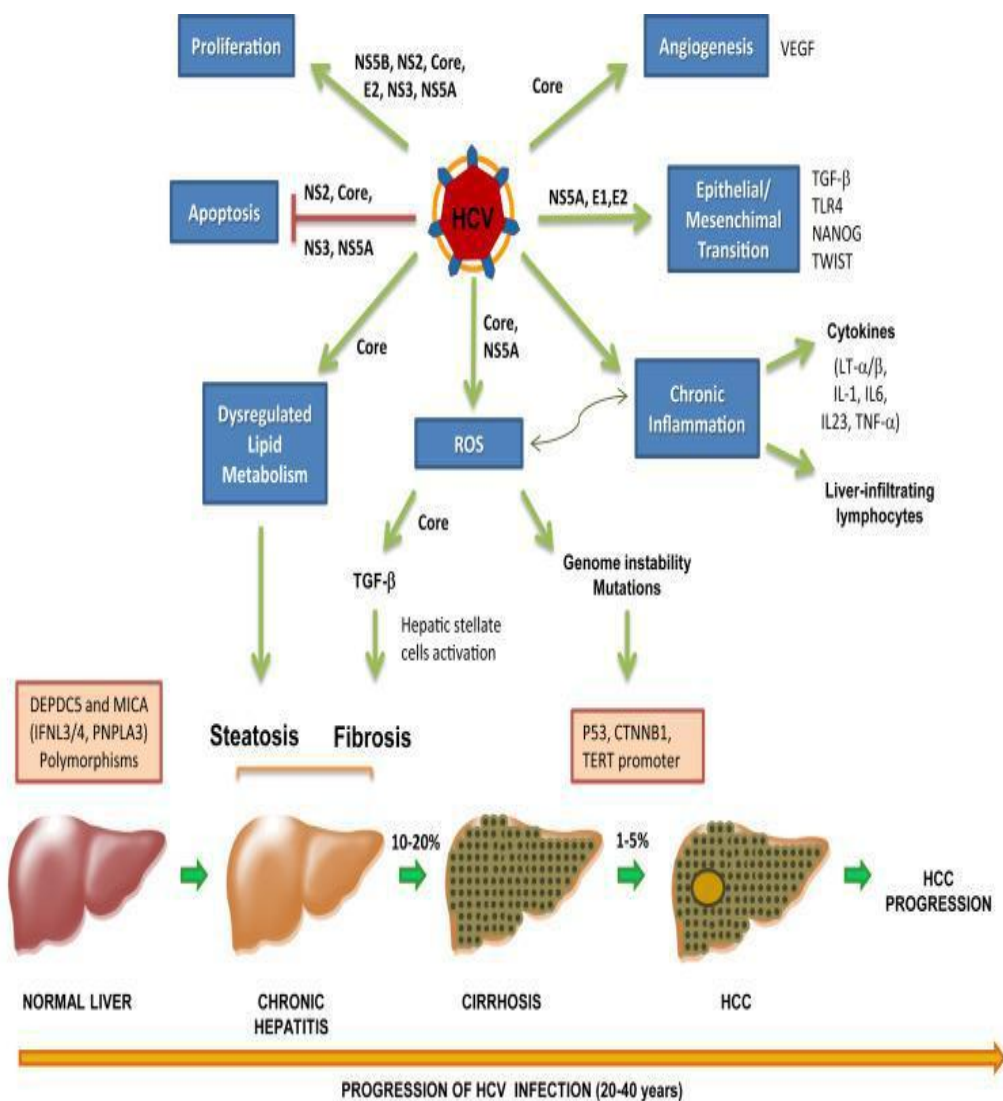 Proliferation
NS5B, NS2, Core,
E2, NS3, NS5A
Core
Angiogenesis
VEGF
Apoptosis
NS2, Core,
NS3, NS5A
HCV
NS5A, E1,E2
Epithelial/
Mesenchimal
Transition
TGF-β
TLR4
NANOG
TWIST
Core
Core,
NS5A
Dysregulated
Lipid
Metabolism
ROS
Chronic
Inflammation
Cytokines
(LT-α/β,
IL-1, IL6,
IL23, TNF-α)
Liver-infiltrating
lymphocytes
Core
TGF-β
Hepatic stellate
cells activation
Genome instability
Mutations
DEPDC5 and MICA
(IFNL3/4, PNPLA3)
Polymorphisms
Steatosis
Fibrosis
P53, CTNNB1,
TERT promoter
10-20%
1-5%
HCC
PROGRESSION
NORMAL LIVER
CHRONIC
HEPATITIS
CIRRHOSIS
HCC
PROGRESSION OF HCV INFECTION (20-40 years)